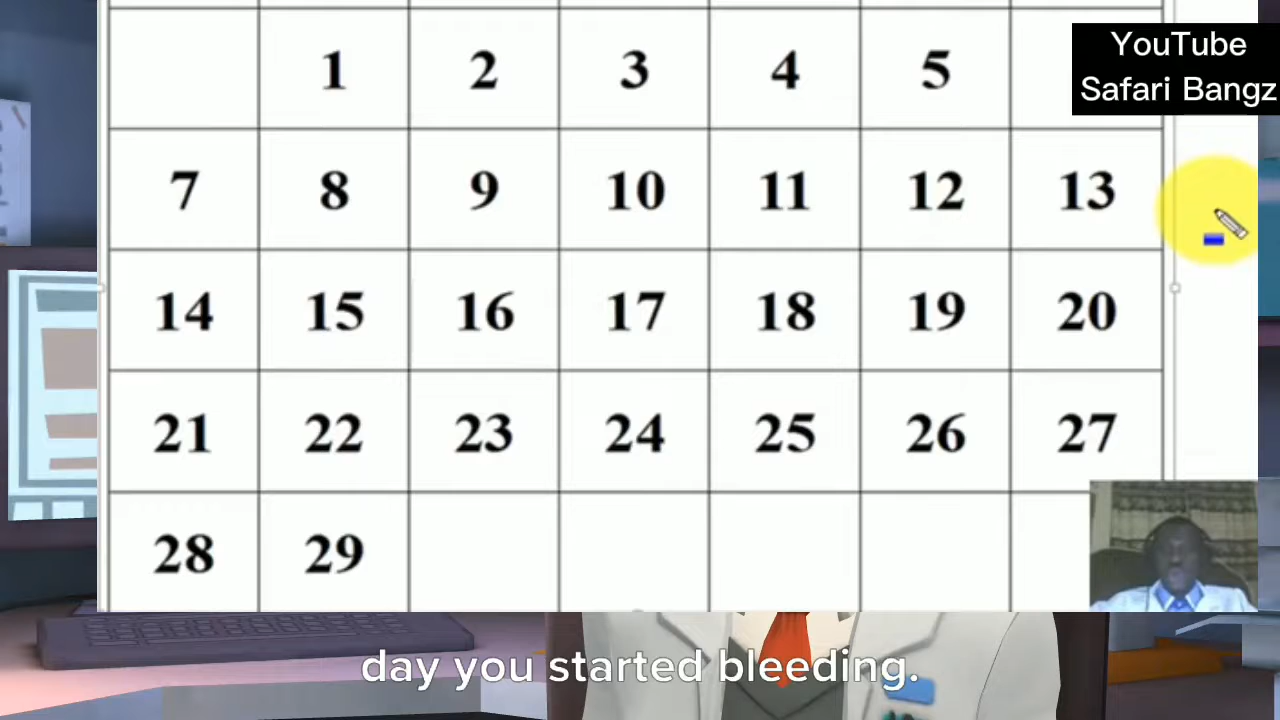 YouTube
Safari Bangz
1 2 3 4 5
7 8 9 10 11 12 13
14 15 16 17 18 19 20
21 22 23 24 25 26 27
28 29
day you started bleeding.